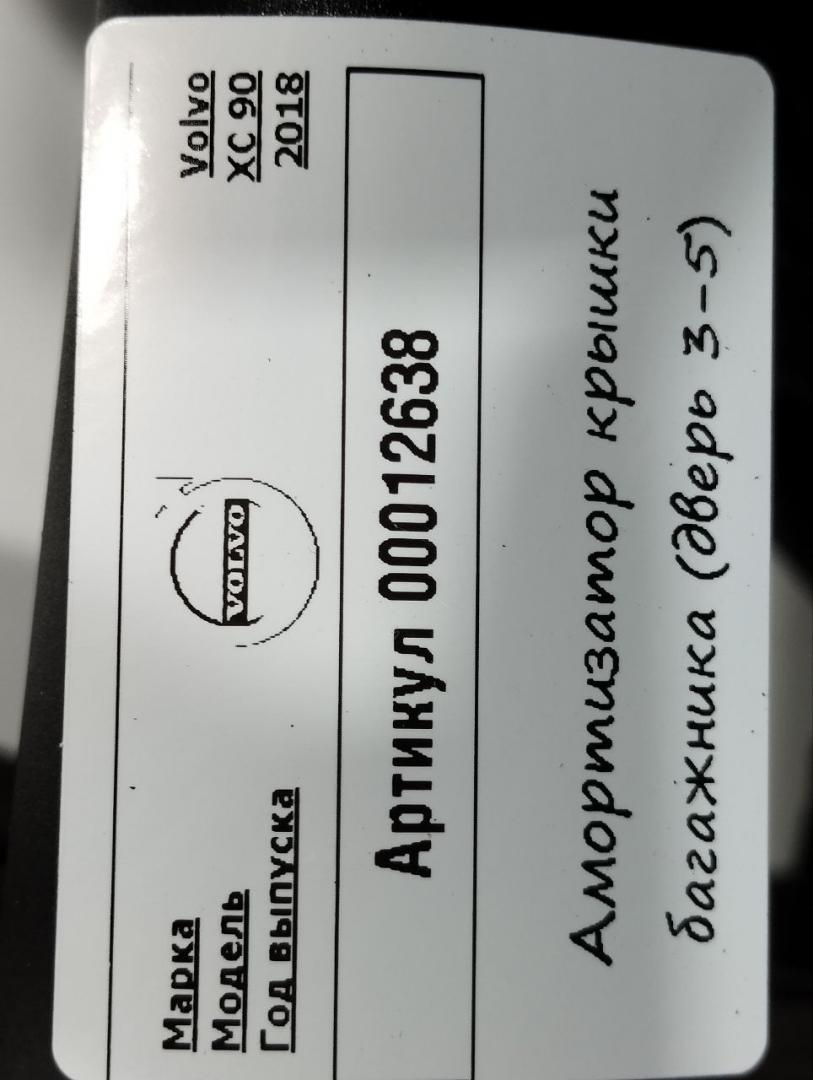 Марка Volvo
Модель XC 90
Год выпуска 2018
VOLVO
Артикул 00012638
Амортизатор крышки
багажника (дверь 3-5)